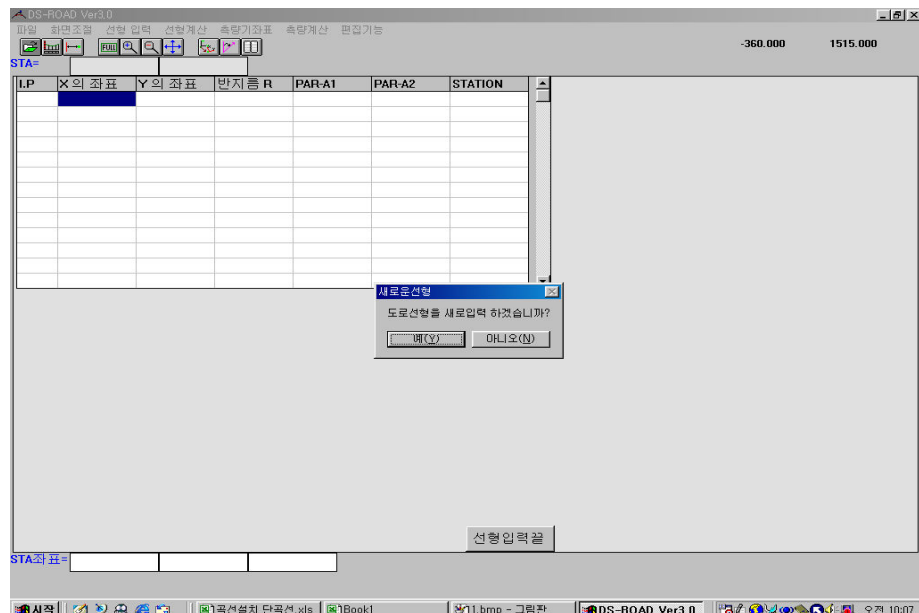 DS-ROAD Ver3.0
파일 화면조절 선형 입력 선형계산 측량기좌표 측량계산 편집기능
FULL
-360.000 1515.000
STA=
I.P X의 좌표 Y의 좌표 반지름 R PAR-A1 PAR-A2 STATION
새로운선형
도로선형을 새로입력 하겠습니까?
예(Y) 아니오(N)
선형입력끝
STA좌표=
시작 곡선설치 단곡선.xls Book1 11.bmp - 그림판 DS-ROAD Ver3.0 오전 10:07